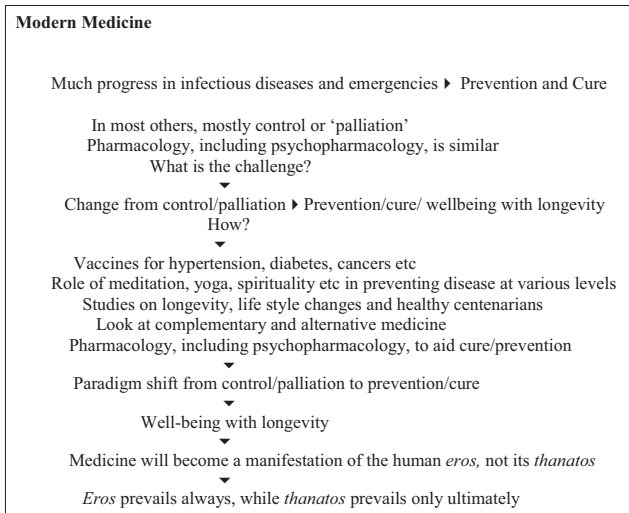 Modern Medicine
Much progress in infectious diseases and emergencies ▸ Prevention and Cure
In most others, mostly control or ‘palliation’
Pharmacology, including psychopharmacology, is similar
What is the challenge?
▾
Change from control/palliation ▸ Prevention/cure/ wellbeing with longevity
How?
▾
Vaccines for hypertension, diabetes, cancers etc
Role of meditation, yoga, spirituality etc in preventing disease at various levels
Studies on longevity, life style changes and healthy centenarians
Look at complementary and alternative medicine
Pharmacology, including psychopharmacology, to aid cure/prevention
▾
Paradigm shift from control/palliation to prevention/cure
▾
Well-being with longevity
▾
Medicine will become a manifestation of the human eros, not its thanatos
▾
Eros prevails always, while thanatos prevails only ultimately